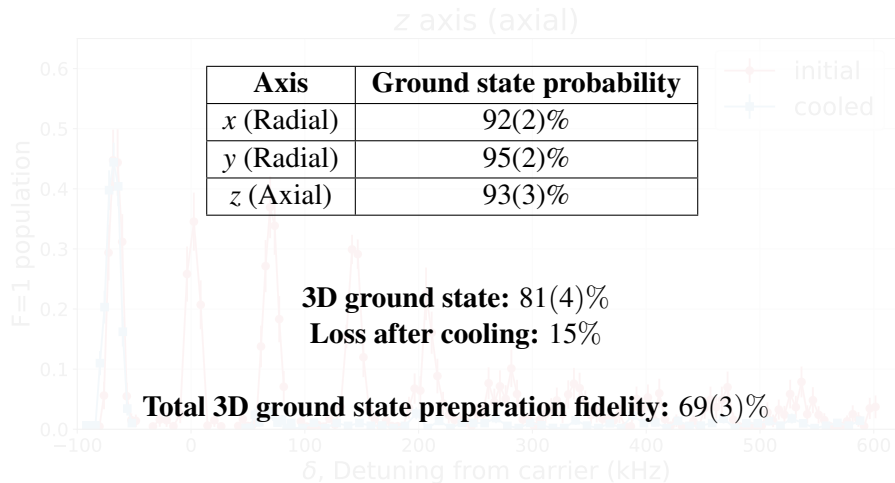 z axis (axial)
Axis Ground state probability
x (Radial) 92(2)%
y (Radial) 95(2)%
z (Axial) 93(3)%
initial
cooled
3D ground state: 81(4)%
Loss after cooling: 15%
Total 3D ground state preparation fidelity: 69(3)%
F=1 population
0.6
0.5
0.4
0.3
0.2
0.1
0.0
−100 0 100 200 300 400 500 600
δ, Detuning from carrier (kHz)